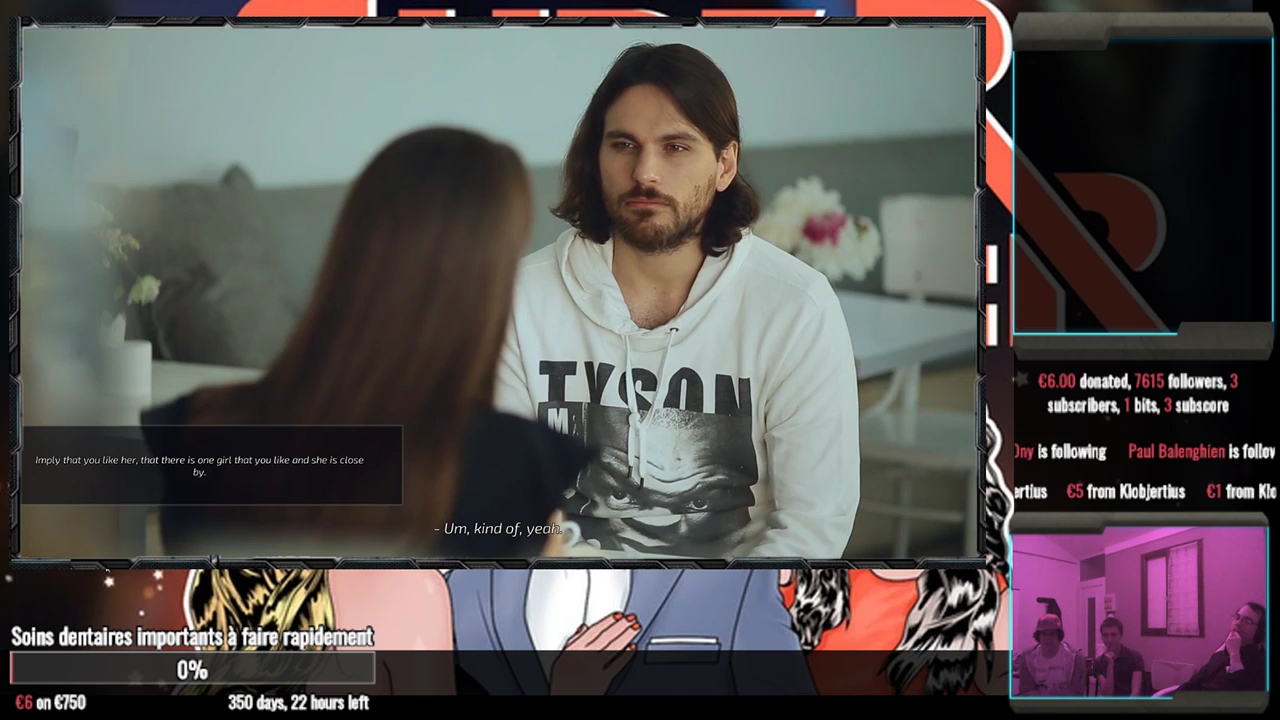 TYSON
M
Imply that you like her, that there is one girl that you like and she is close
by.
- Um, kind of, yeah.
€6.00 donated, 7615 followers, 3
subscribers, 1 bits, 3 subscore
Ony is following Paul Balenghien is follow
ertius €5 from Klobjertius €1 from Klo
Soins dentaires importants à faire rapidement
0%
€6 on €750 350 days, 22 hours left